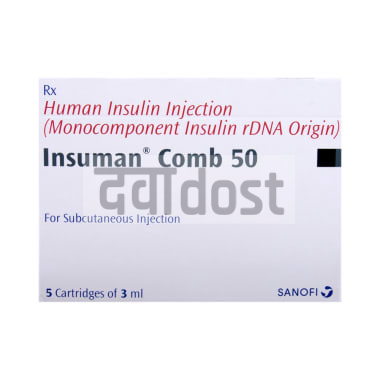 Rx
Human Insulin Injection
(Monocomponent Insulin rDNA Origin)
Insuman® Comb 50
दवाdost
For Subcutaneous Injection
5 Cartridges of 3 ml
SANOFI